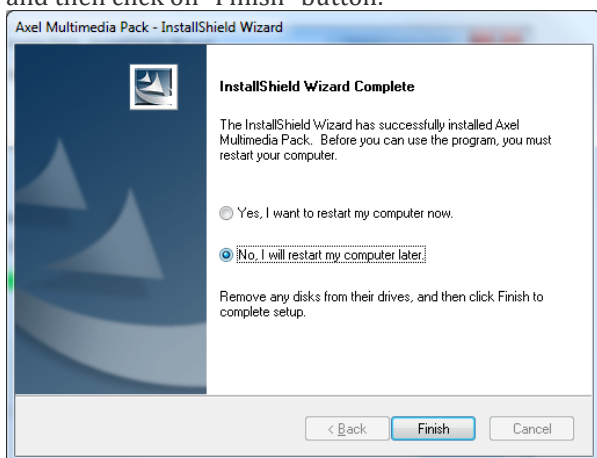 and then click on "Finish" button.
Axel Multimedia Pack - InstallShield Wizard
InstallShield Wizard Complete
The InstallShield Wizard has successfully installed Axel
Multimedia Pack. Before you can use the program, you must
restart your computer.
Yes, I want to restart my computer now.
No, I will restart my computer later.
Remove any disks from their drives, and then click Finish to
complete setup.
< Back Finish Cancel